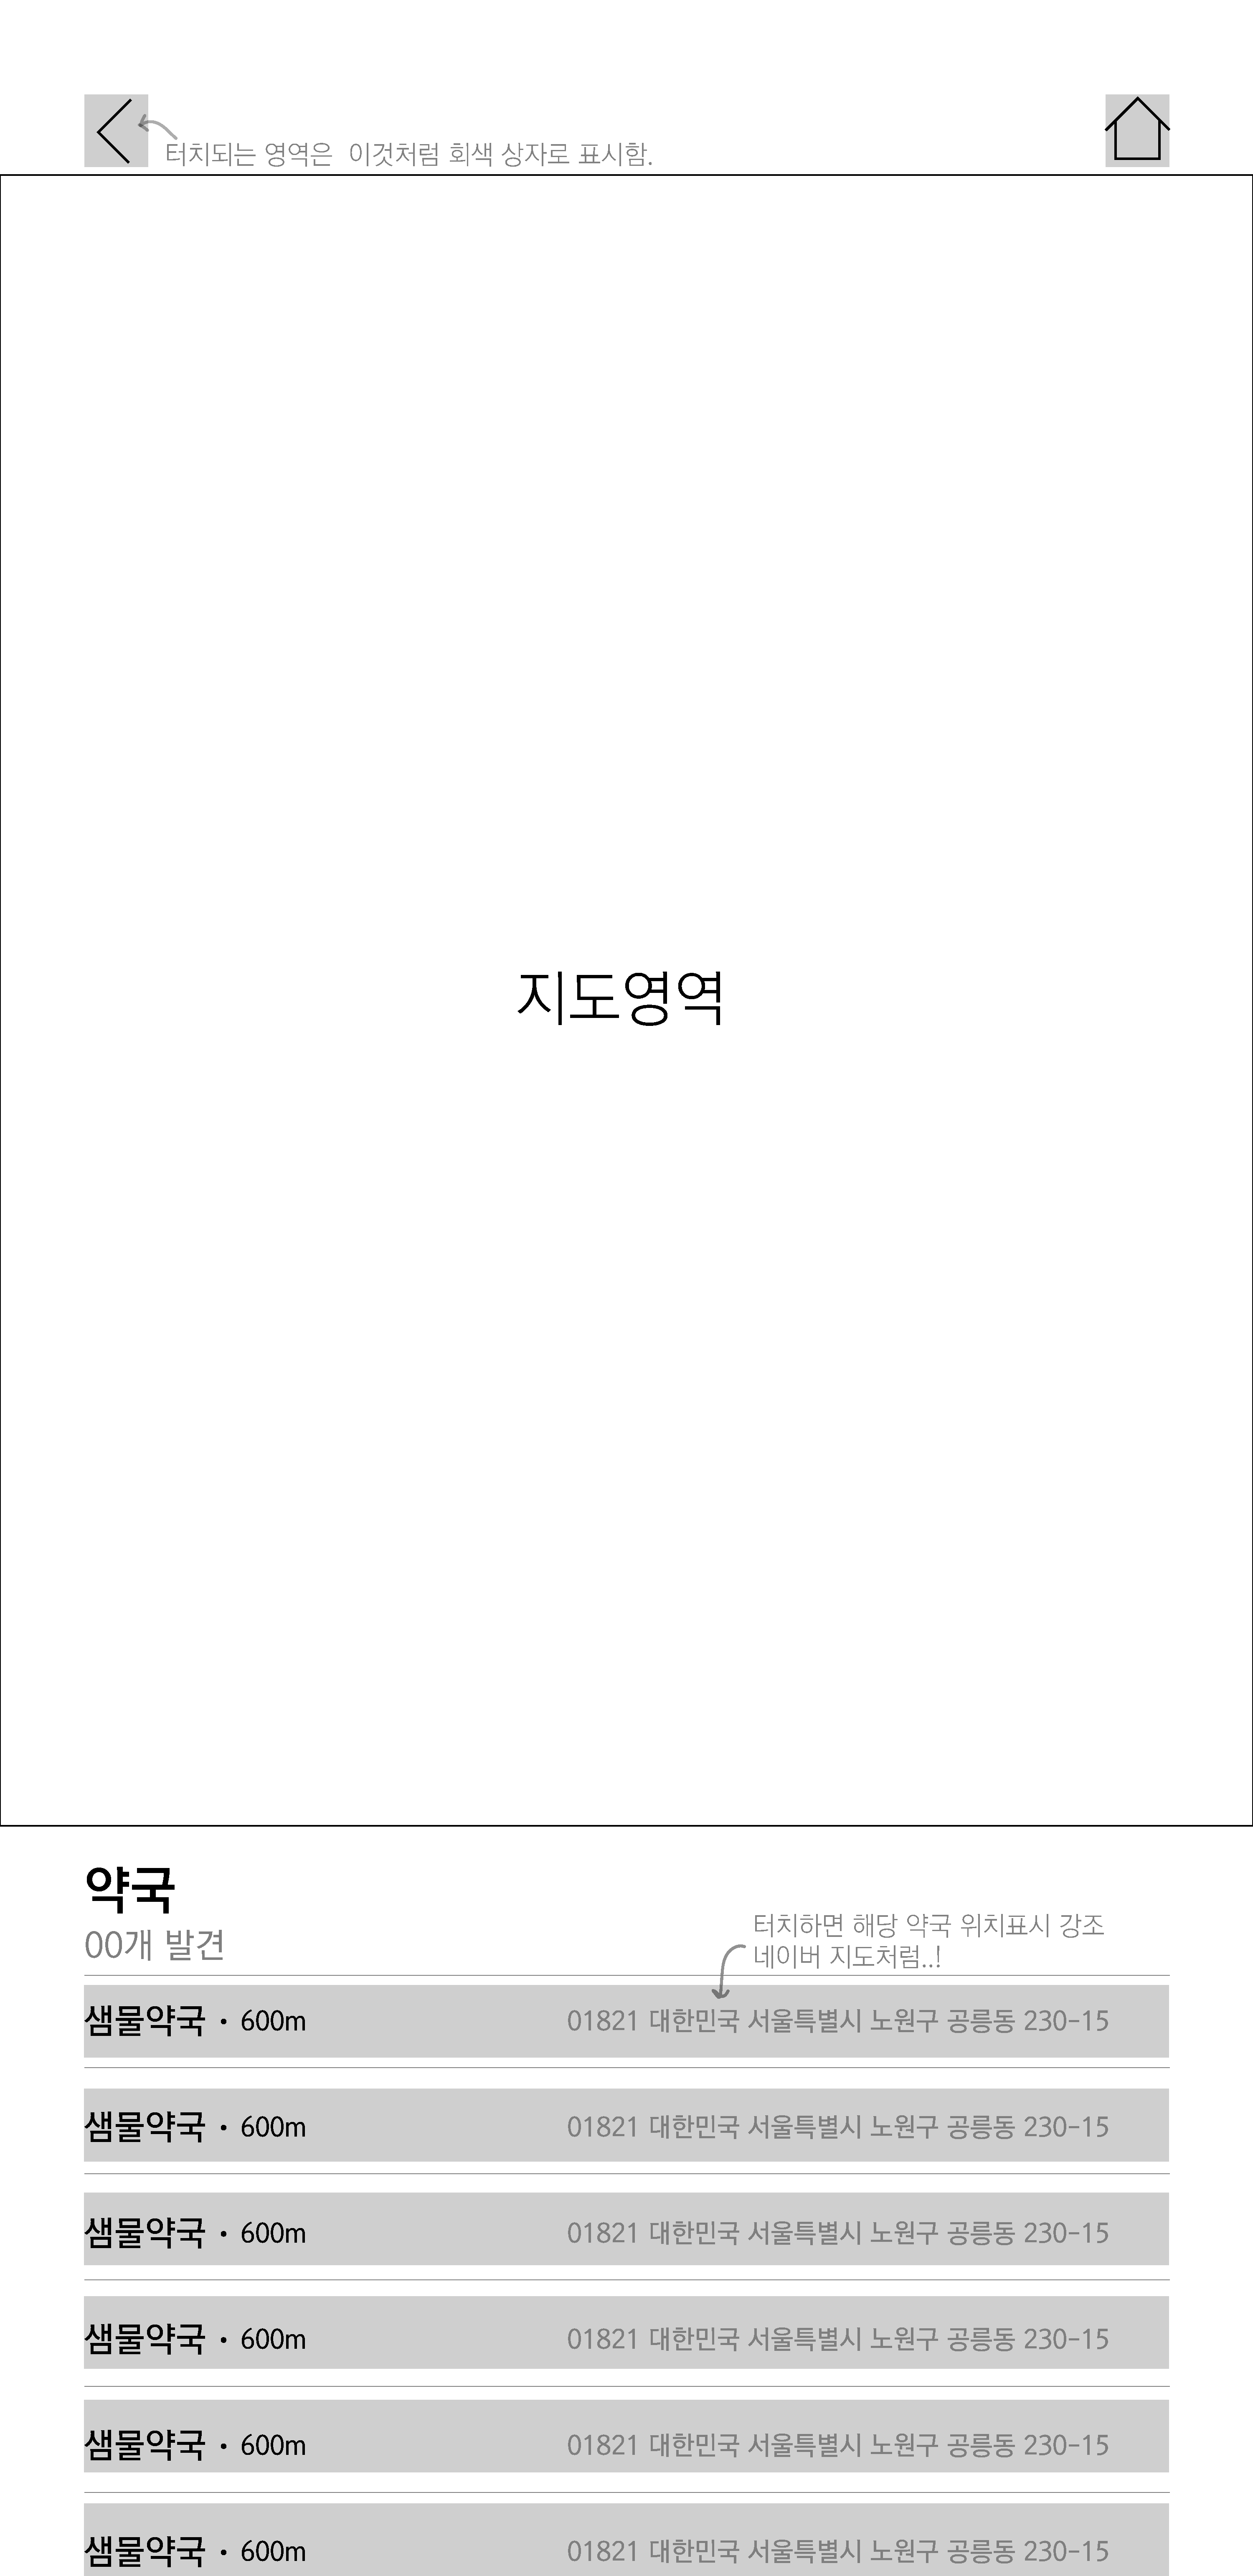 터치되는 영역은 이것처럼 회색 상자로 표시함.
지도영역
약국
00개 발견
터치하면 해당 약국 위치표시 강조
네이버 지도처럼..!
샘물약국 · 600m 01821 대한민국 서울특별시 노원구 공릉동 230-15
샘물약국 · 600m 01821 대한민국 서울특별시 노원구 공릉동 230-15
샘물약국 · 600m 01821 대한민국 서울특별시 노원구 공릉동 230-15
샘물약국 · 600m 01821 대한민국 서울특별시 노원구 공릉동 230-15
샘물약국 · 600m 01821 대한민국 서울특별시 노원구 공릉동 230-15
샘물약국 · 600m 01821 대한민국 서울특별시 노원구 공릉동 230-15